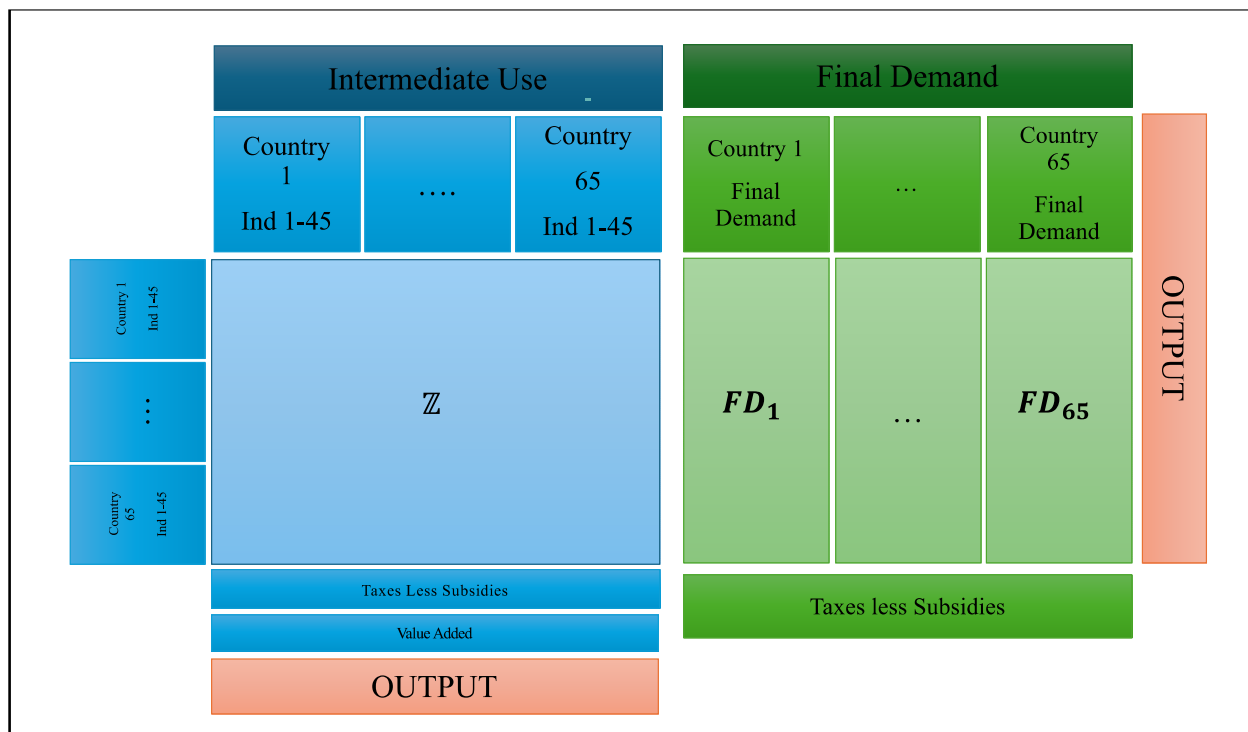 Intermediate Use
Final Demand
Country
1
Ind 1-45
....
Country
65
Ind 1-45
Country 1
Final
Demand
...
Country
65
Final
Demand
OUTPUT
Country 1
Ind 1-45
...
Country
65
Ind 1-45
ℤ
FD₁
...
FD₆₅
Taxes Less Subsidies
Value Added
OUTPUT
Taxes less Subsidies